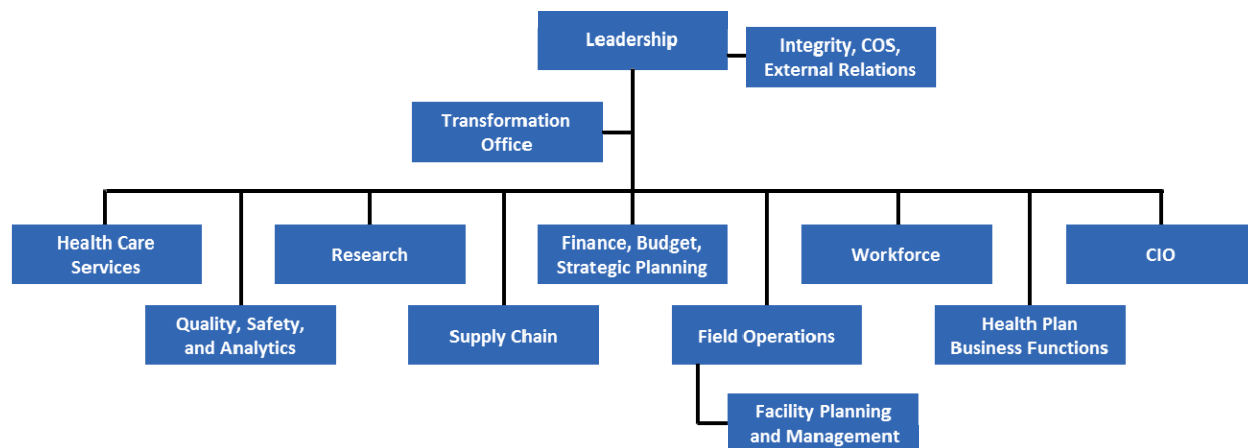 Leadership
Integrity, COS,
External Relations
Transformation
Office
Health Care
Services
Research
Finance, Budget,
Strategic Planning
Workforce
CIO
Quality, Safety,
and Analytics
Supply Chain
Field Operations
Health Plan
Business Functions
Facility Planning
and Management